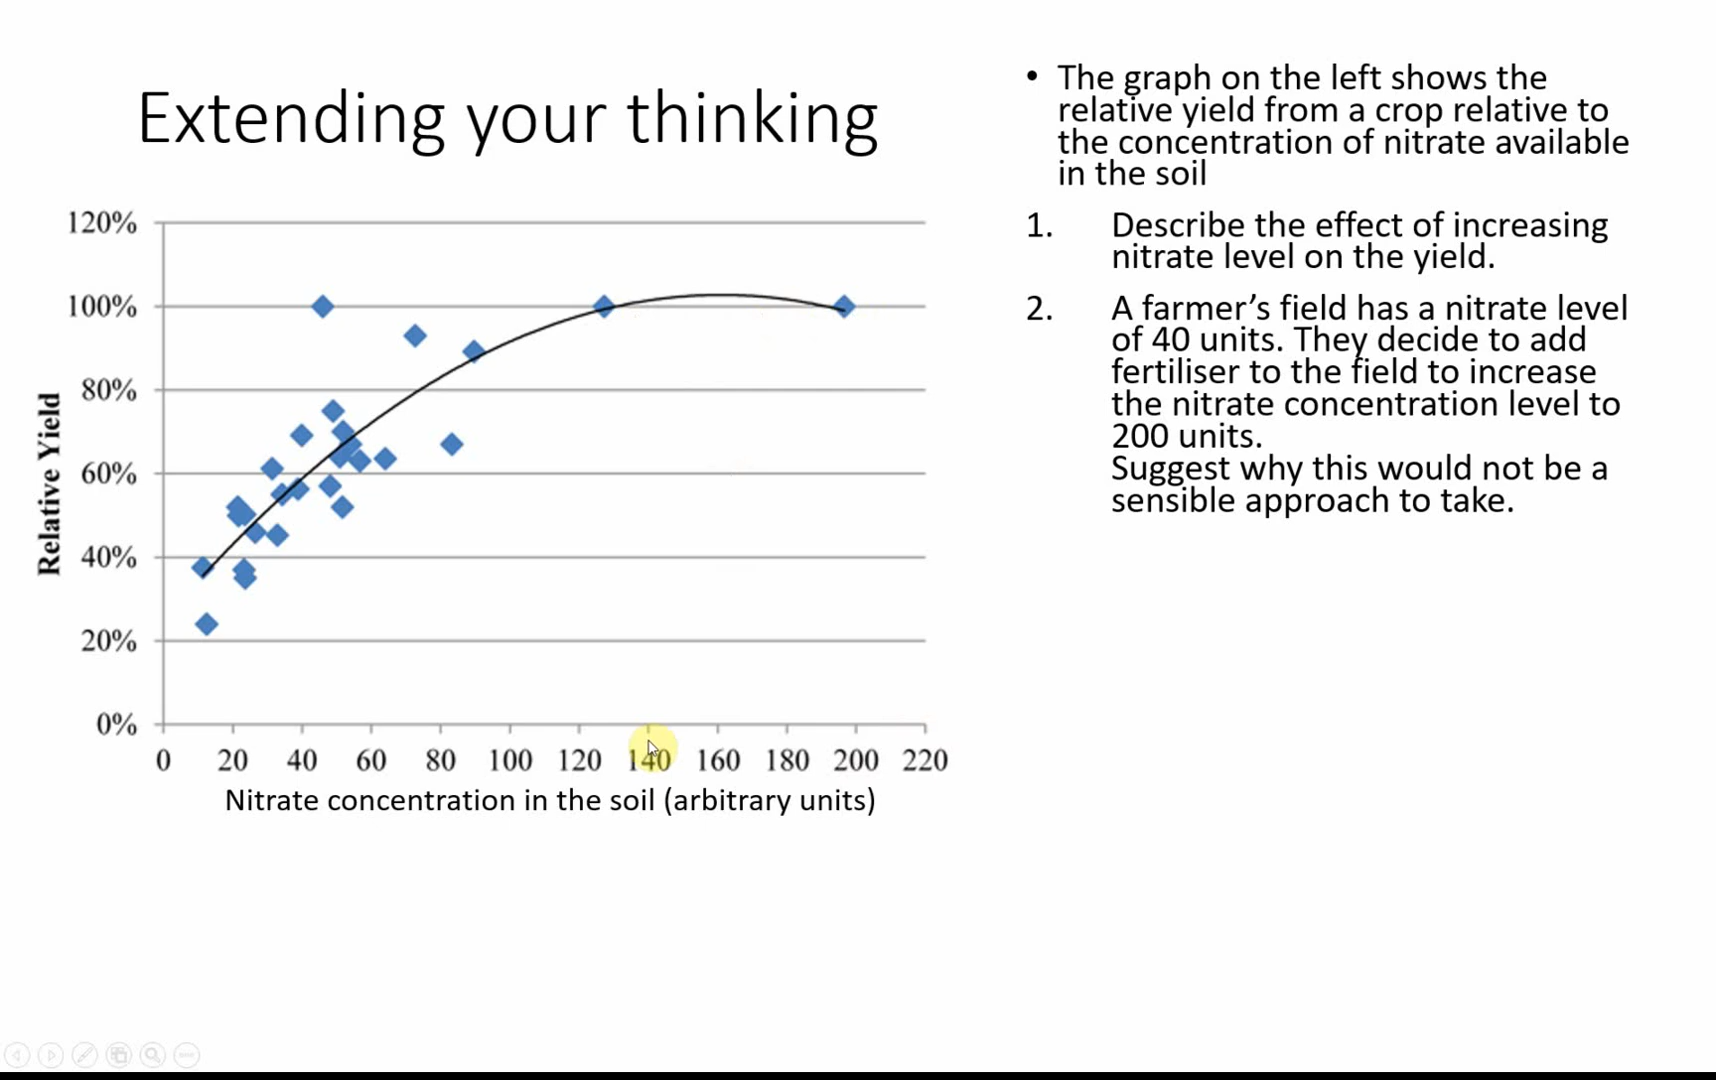 Extending your thinking
120%
100%
80%
60%
40%
20%
0%
Relative Yield
0 20 40 60 80 100 120 140 160 180 200 220
Nitrate concentration in the soil (arbitrary units)
• The graph on the left shows the
relative yield from a crop relative to
the concentration of nitrate available
in the soil
1. Describe the effect of increasing
nitrate level on the yield.
2. A farmer’s field has a nitrate level
of 40 units. They decide to add
fertiliser to the field to increase
the nitrate concentration level to
200 units.
Suggest why this would not be a
sensible approach to take.